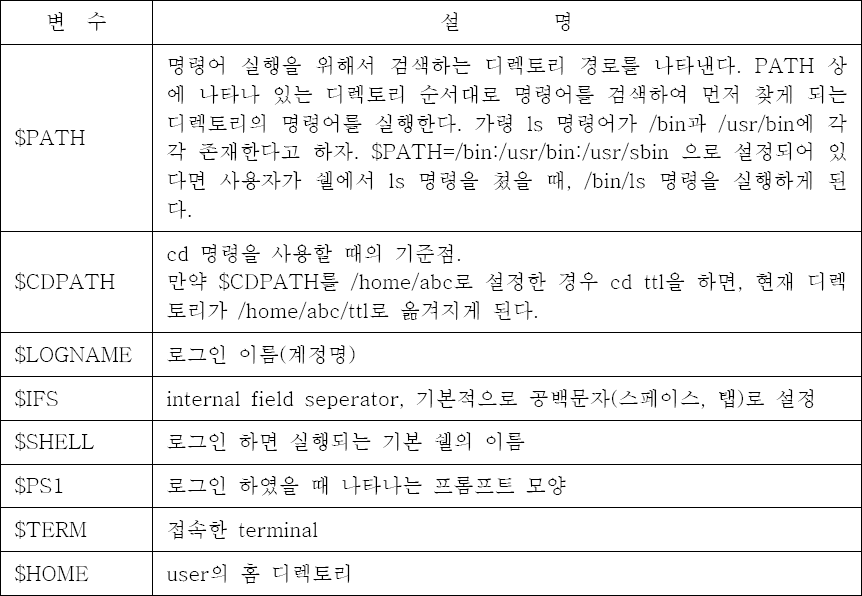 변 수 설 명
$PATH
명령어 실행을 위해서 검색하는 디렉토리 경로를 나타낸다. PATH 상
에 나타나 있는 디렉토리 순서대로 명령어를 검색하여 먼저 찾게 되는
디렉토리의 명령어를 실행한다. 가령 ls 명령어가 /bin과 /usr/bin에 각
각 존재한다고 하자. $PATH=/bin:/usr/bin:/usr/sbin 으로 설정되어 있
다면 사용자가 쉘에서 ls 명령을 쳤을 때, /bin/ls 명령을 실행하게 된
다.
$CDPATH
cd 명령을 사용할 때의 기준점.
만약 $CDPATH를 /home/abc로 설정한 경우 cd ttl을 하면, 현재 디렉
토리가 /home/abc/ttl로 옮겨지게 된다.
$LOGNAME 로그인 이름(계정명)
$IFS internal field seperator, 기본적으로 공백문자(스페이스, 탭)로 설정
$SHELL 로그인 하면 실행되는 기본 쉘의 이름
$PS1 로그인 하였을 때 나타나는 프롬프트 모양
$TERM 접속한 terminal
$HOME user의 홈 디렉토리